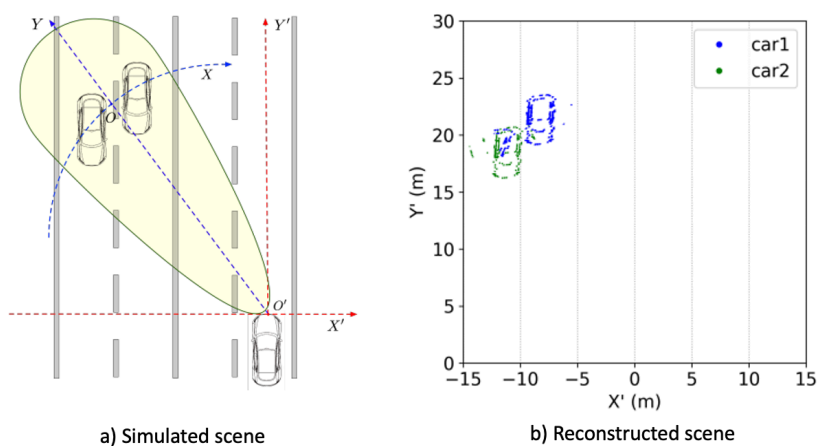 Y
Y'
X
O
O'
X'
a) Simulated scene
30
25
20
15
10
5
0
Y' (m)
car1
car2
−15 −10 −5 0 5 10 15
X' (m)
b) Reconstructed scene